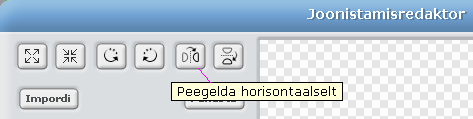 Joonistamisredaktor
Peegelda horisontaalselt
Impordi